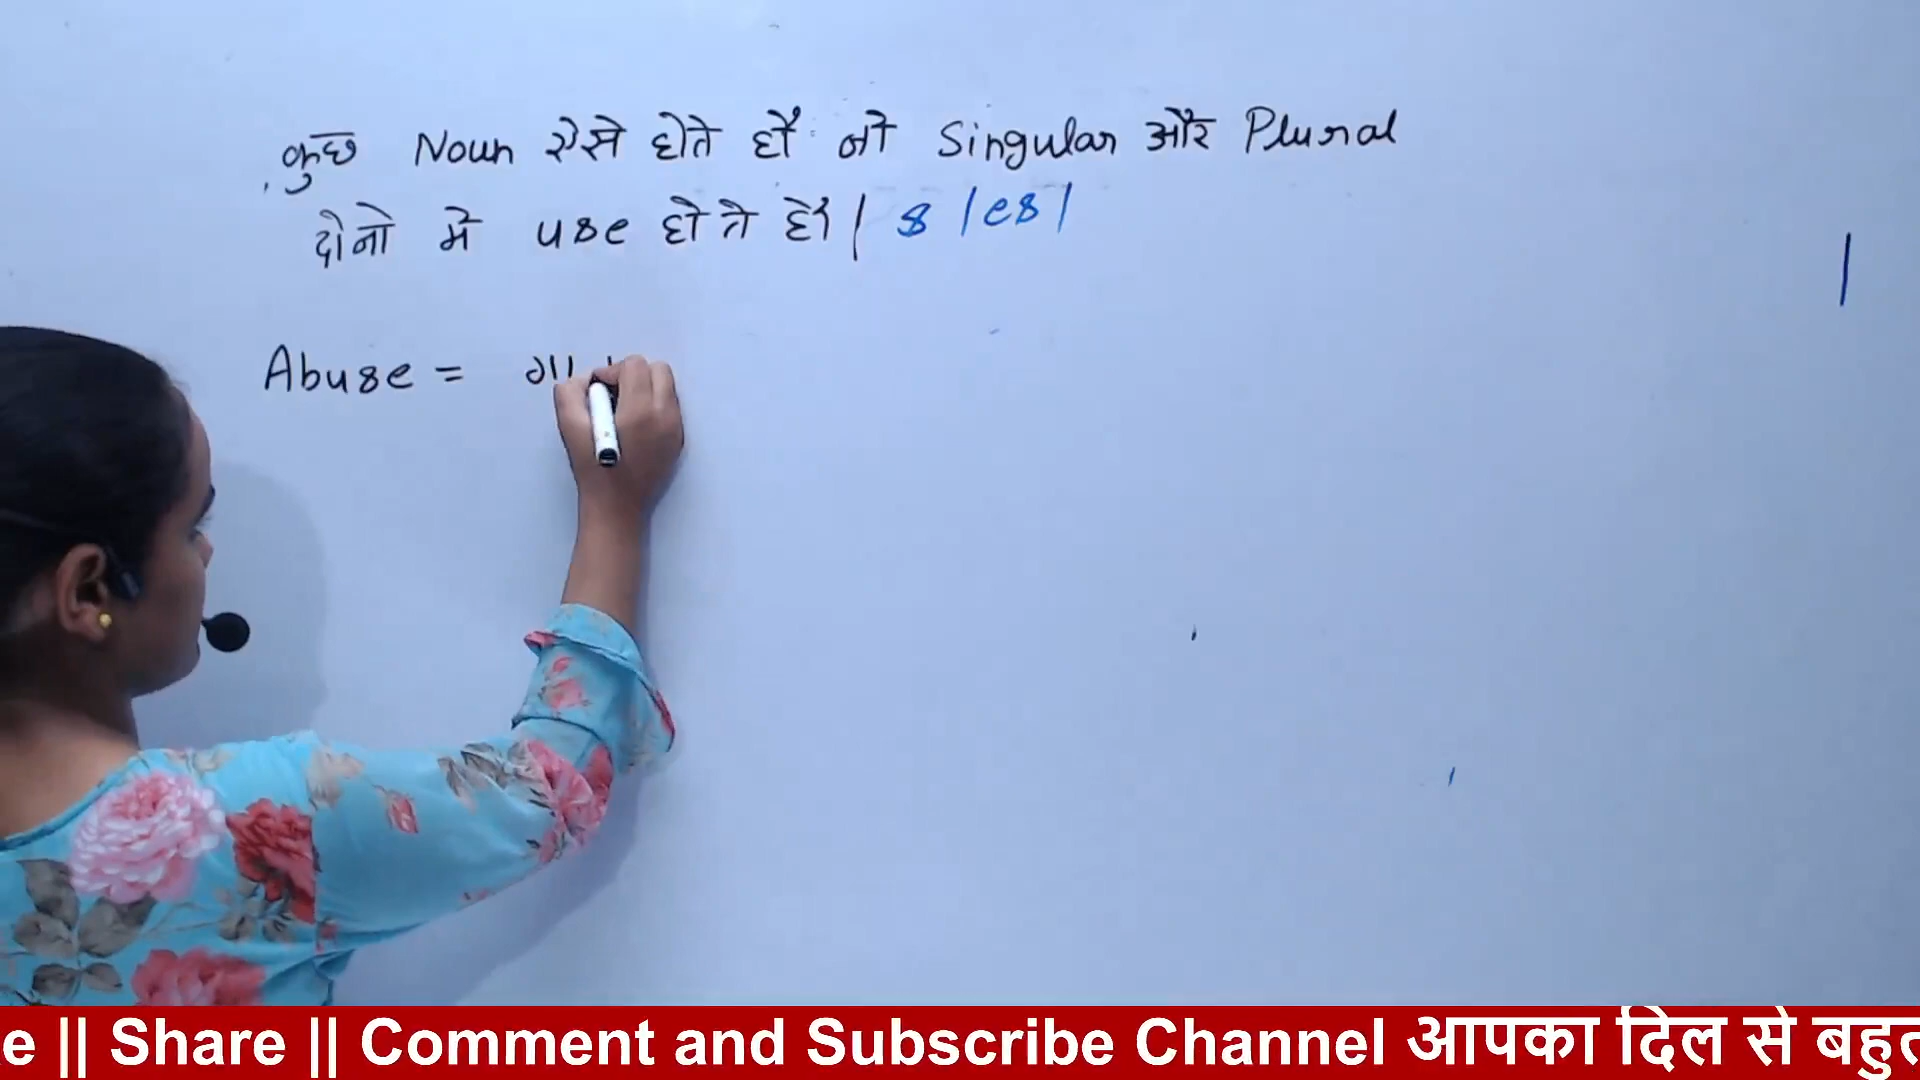 कुछ Noun ऐसे होते हैं जो Singular और Plural
दोनो में use होते है। s /es/
Abuse = गा
e || Share || Comment and Subscribe Channel आपका दिल से बहुत